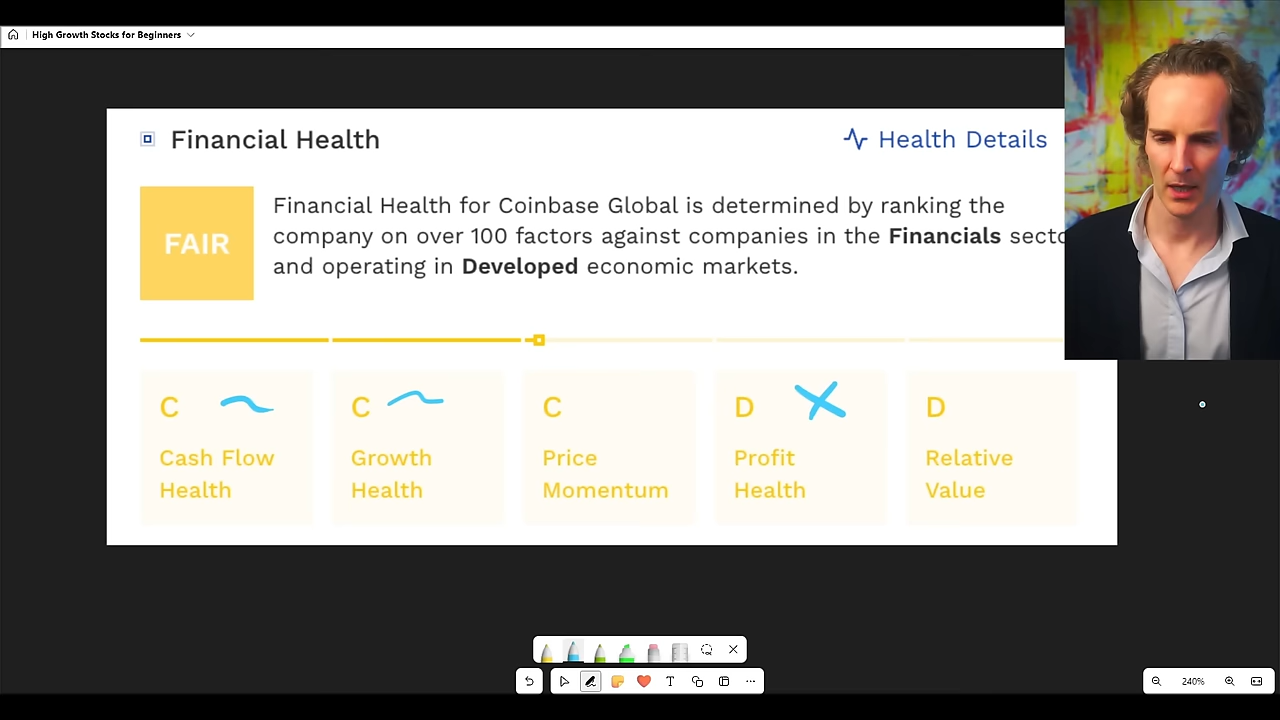 High Growth Stocks for Beginners
Financial Health
Health Details
FAIR
Financial Health for Coinbase Global is determined by ranking the
company on over 100 factors against companies in the Financials
and operating in Developed economic markets.
C
Cash Flow
Health
C
Growth
Health
C
Price
Momentum
D
Profit
Health
D
Relative
Value
T
240%